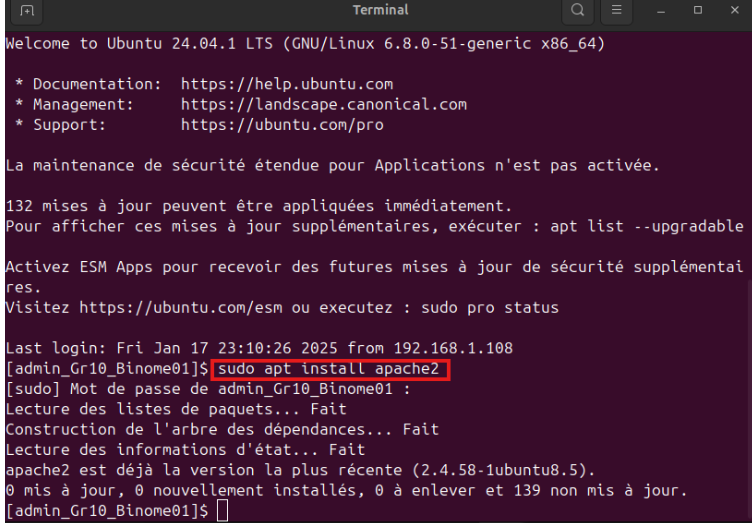 Terminal
Welcome to Ubuntu 24.04.1 LTS (GNU/Linux 6.8.0-51-generic x86_64)
* Documentation:  https://help.ubuntu.com
* Management:     https://landscape.canonical.com
* Support:        https://ubuntu.com/pro
La maintenance de sécurité étendue pour Applications n'est pas activée.
132 mises à jour peuvent être appliquées immédiatement.
Pour afficher ces mises à jour supplémentaires, exécuter : apt list --upgradable
Activez ESM Apps pour recevoir des futures mises à jour de sécurité supplémentai
res.
Visitez https://ubuntu.com/esm ou executez : sudo pro status
Last login: Fri Jan 17 23:10:26 2025 from 192.168.1.108
[admin_Gr10_Binome01]$ sudo apt install apache2
[sudo] Mot de passe de admin_Gr10_Binome01 :
Lecture des listes de paquets... Fait
Construction de l'arbre des dépendances... Fait
Lecture des informations d'état... Fait
apache2 est déjà la version la plus récente (2.4.58-1ubuntu8.5).
0 mis à jour, 0 nouvellement installés, 0 à enlever et 139 non mis à jour.
[admin_Gr10_Binome01]$